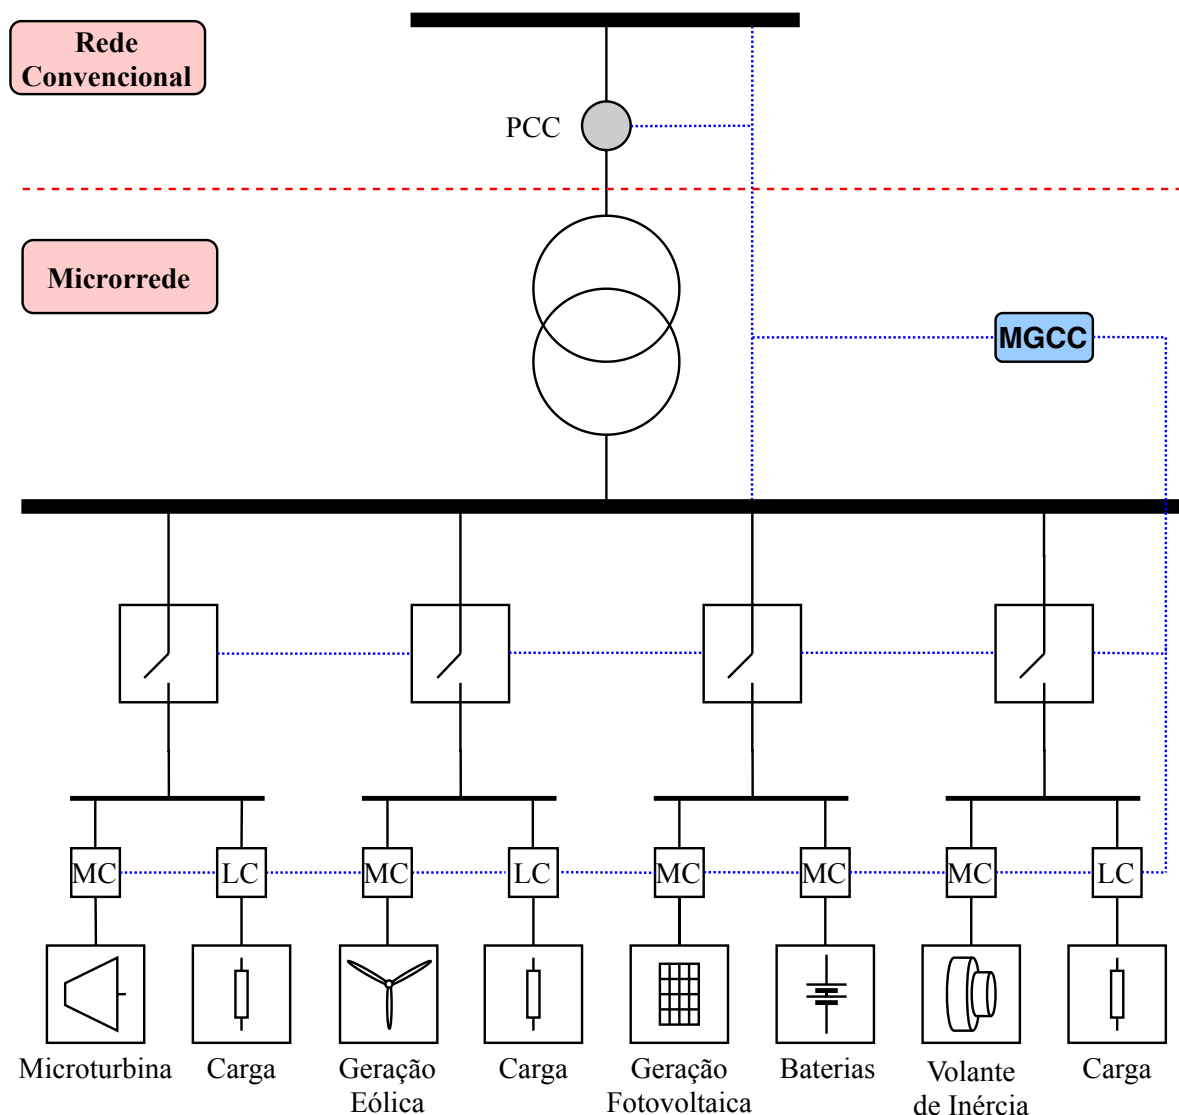 Rede
Convencional
PCC
Microrrede
MGCC
MC
LC
MC
LC
MC
MC
MC
LC
Microturbina
Carga
Geração
Eólica
Carga
Geração
Fotovoltaica
Baterias
Volante
de Inércia
Carga